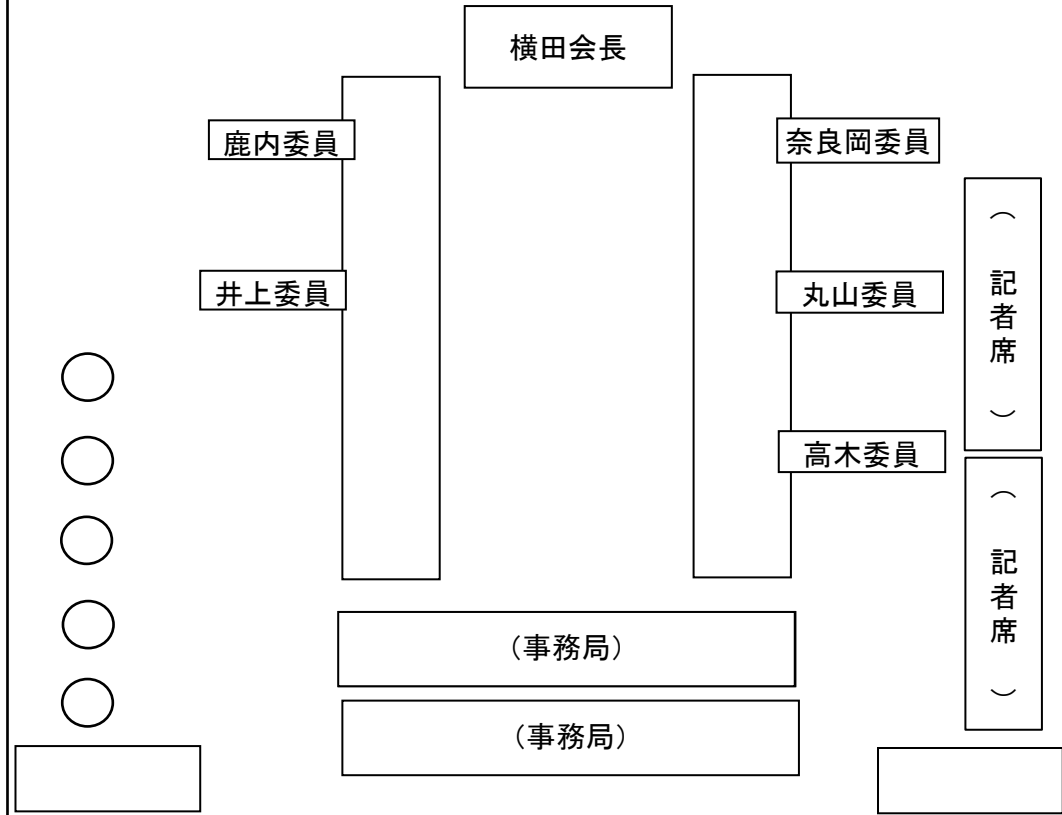 横田会長
鹿内委員
奈良岡委員
井上委員
丸山委員
高木委員
（記者席）
（記者席）
（事務局）
（事務局）